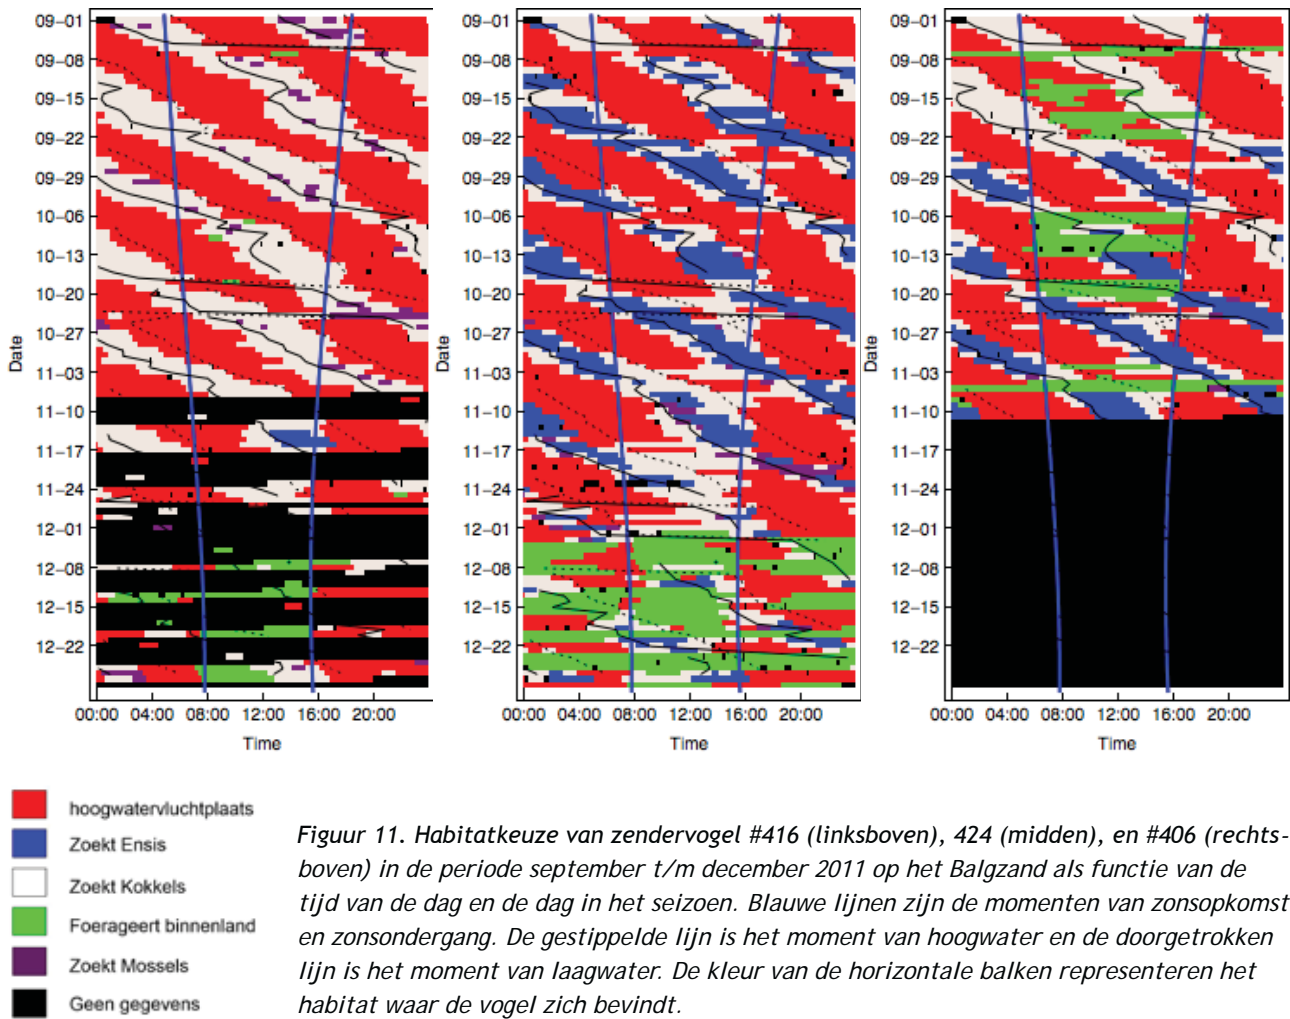 09-01
09-08
09-15
09-22
09-29
10-06
10-13
10-20
10-27
11-03
11-10
11-17
11-24
12-01
12-08
12-15
12-22
Date
00:00 04:00 08:00 12:00 16:00 20:00
Time
09-01
09-08
09-15
09-22
09-29
10-06
10-13
10-20
10-27
11-03
11-10
11-17
11-24
12-01
12-08
12-15
12-22
Date
00:00 04:00 08:00 12:00 16:00 20:00
Time
09-01
09-08
09-15
09-22
09-29
10-06
10-13
10-20
10-27
11-03
11-10
11-17
11-24
12-01
12-08
12-15
12-22
Date
00:00 04:00 08:00 12:00 16:00 20:00
Time
hoogwatervluchtplaats
Zoekt Ensis
Zoekt Kokkels
Foerageert binnenland
Zoekt Mossels
Geen gegevens
Figuur 11. Habitatkeuze van zendervogel #416 (linksboven), 424 (midden), en #406 (rechts-
boven) in de periode september t/m december 2011 op het Balgzand als functie van de
tijd van de dag en de dag in het seizoen. Blauwe lijnen zijn de momenten van zonsopkomst
en zonsondergang. De gestippelde lijn is het moment van hoogwater en de doorgetrokken
lijn is het moment van laagwater. De kleur van de horizontale balken representeren het
habitat waar de vogel zich bevindt.